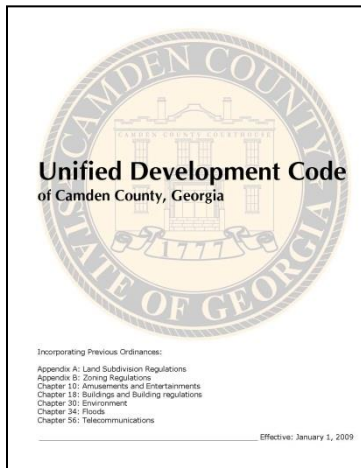 CAMDEN COUNTY
CAMDEN COUNTY COURTHOUSE
Unified Development Code
of Camden County, Georgia
1777
STATE OF GEORGIA
Incorporating Previous Ordinances:
Appendix A: Land Subdivision Regulations
Appendix B: Zoning Regulations
Chapter 10: Amusements and Entertainments
Chapter 18: Buildings and Building regulations
Chapter 30: Environment
Chapter 34: Floods
Chapter 56: Telecommunications
Effective: January 1, 2009